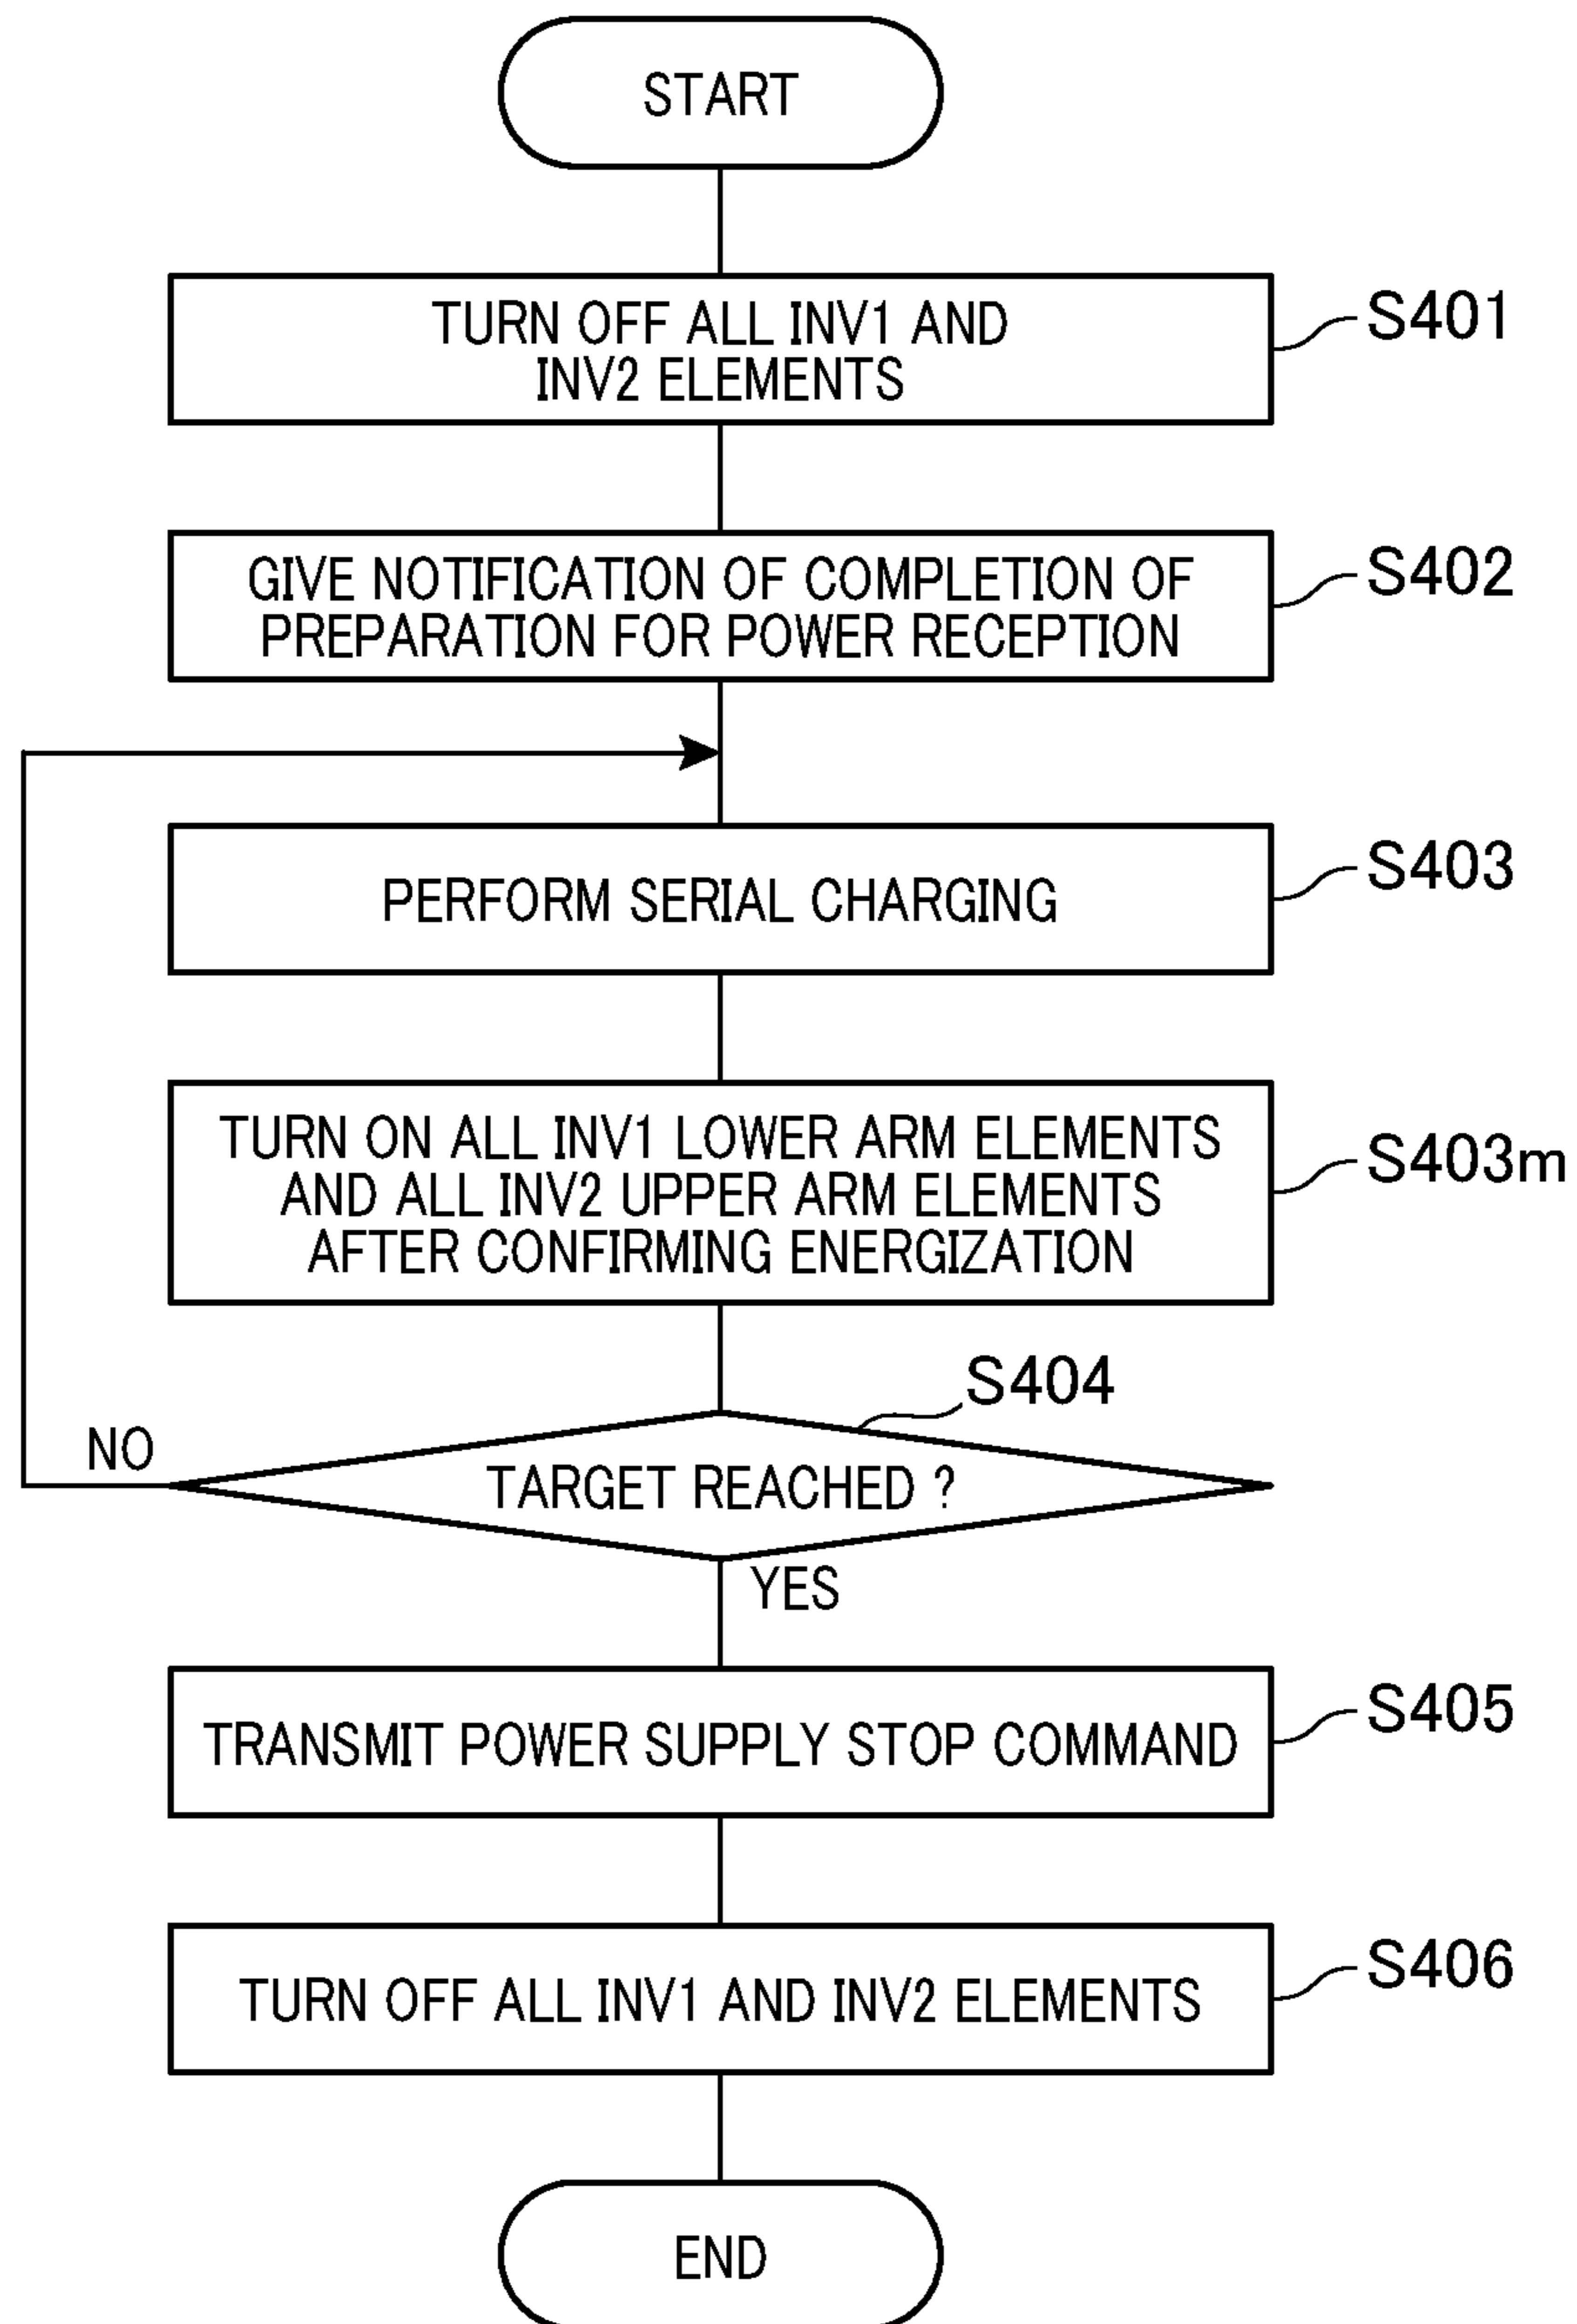 START
TURN OFF ALL INV1 AND
INV2 ELEMENTS
S401
GIVE NOTIFICATION OF COMPLETION OF
PREPARATION FOR POWER RECEPTION
S402
PERFORM SERIAL CHARGING
S403
TURN ON ALL INV1 LOWER ARM ELEMENTS
AND ALL INV2 UPPER ARM ELEMENTS
AFTER CONFIRMING ENERGIZATION
S403m
S404
NO
TARGET REACHED ?
YES
TRANSMIT POWER SUPPLY STOP COMMAND
S405
TURN OFF ALL INV1 AND INV2 ELEMENTS
S406
END